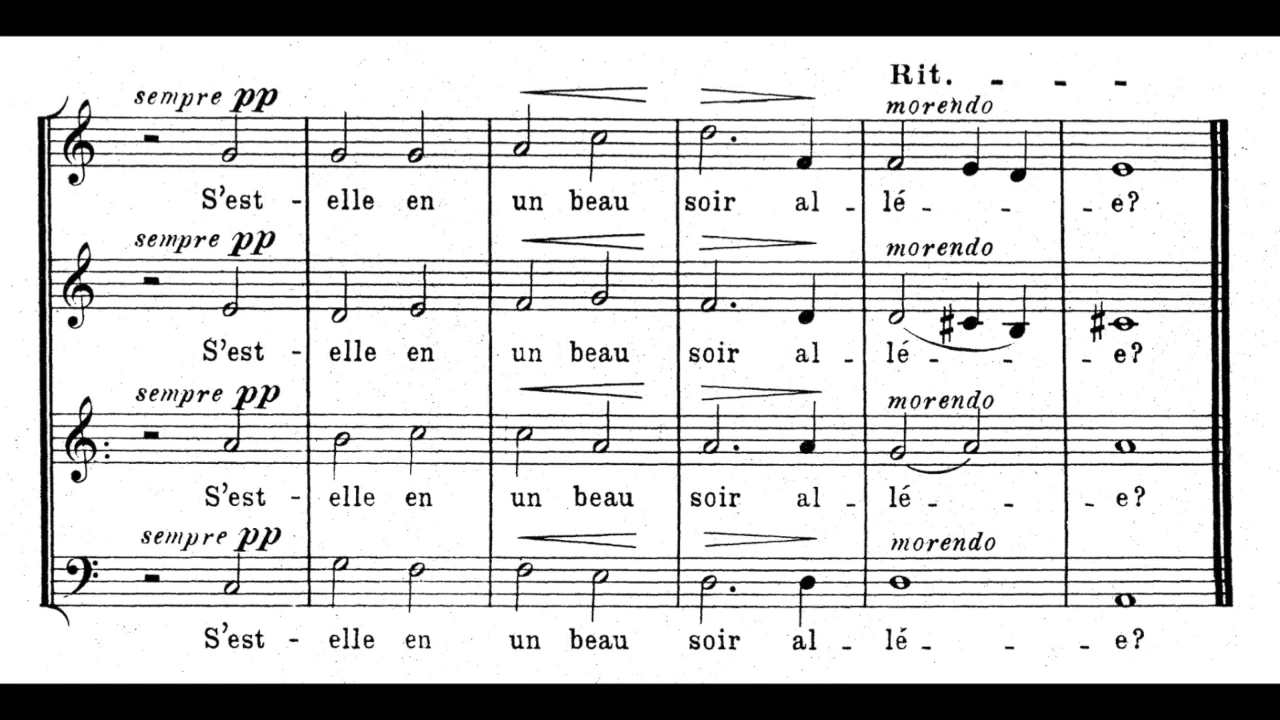 Rit. - - -
sempre pp morendo
S'est - elle en un beau soir al - lé - - - e?
sempre pp morendo
S'est - elle en un beau soir al - lé - - - e?
sempre pp morendo
S'est - elle en un beau soir al - lé - - - e?
sempre pp morendo
S'est - elle en un beau soir al - lé - - - e?